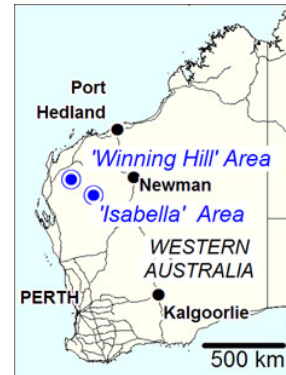 Port
Hedland
'Winning Hill' Area
Newman
'Isabella' Area
WESTERN
AUSTRALIA
PERTH
Kalgoorlie
500 km